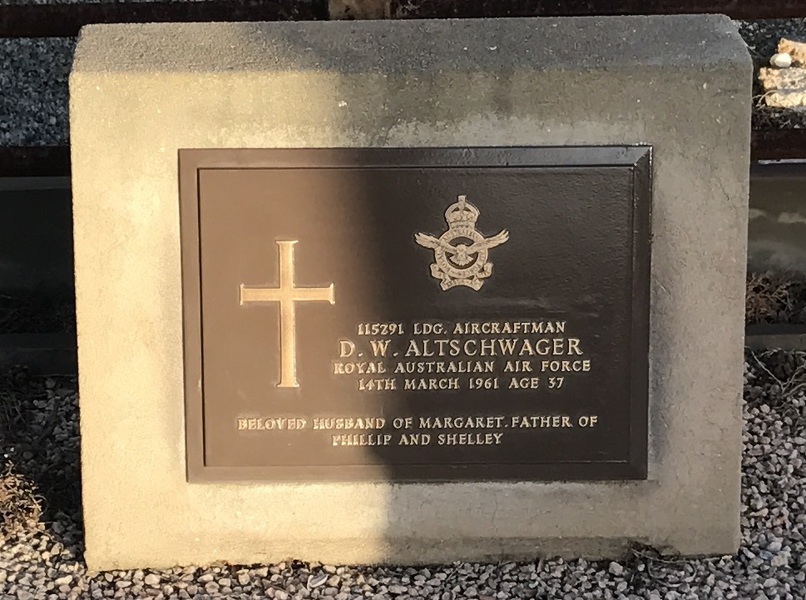 115291 LDG. AIRCRAFTMAN
D. W. ALTSCHWAGER
ROYAL AUSTRALIAN AIR FORCE
14TH MARCH 1961 AGE 37
BELOVED HUSBAND OF MARGARET. FATHER OF
PHILLIP AND SHELLEY